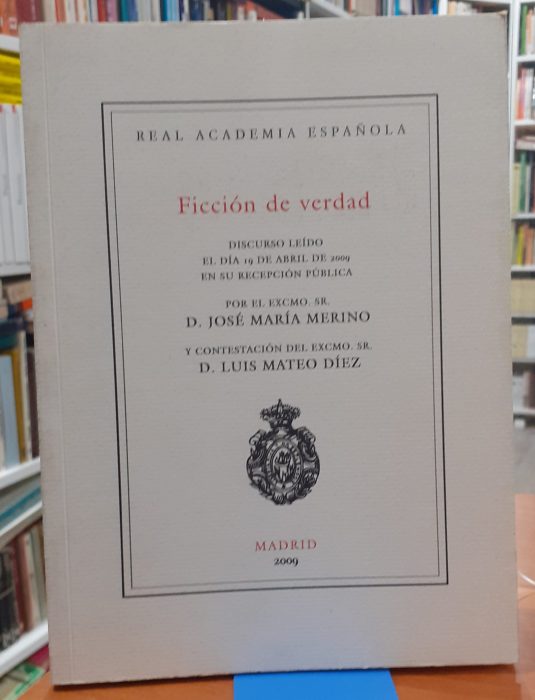 REAL ACADEMIA ESPAÑOLA
Ficción de verdad
DISCURSO LEÍDO
EL DÍA 19 DE ABRIL DE 2009
EN SU RECEPCIÓN PÚBLICA
POR EL EXCMO. SR.
D. JOSÉ MARÍA MERINO
Y CONTESTACIÓN DEL EXCMO. SR.
D. LUIS MATEO DÍEZ
MADRID
2009